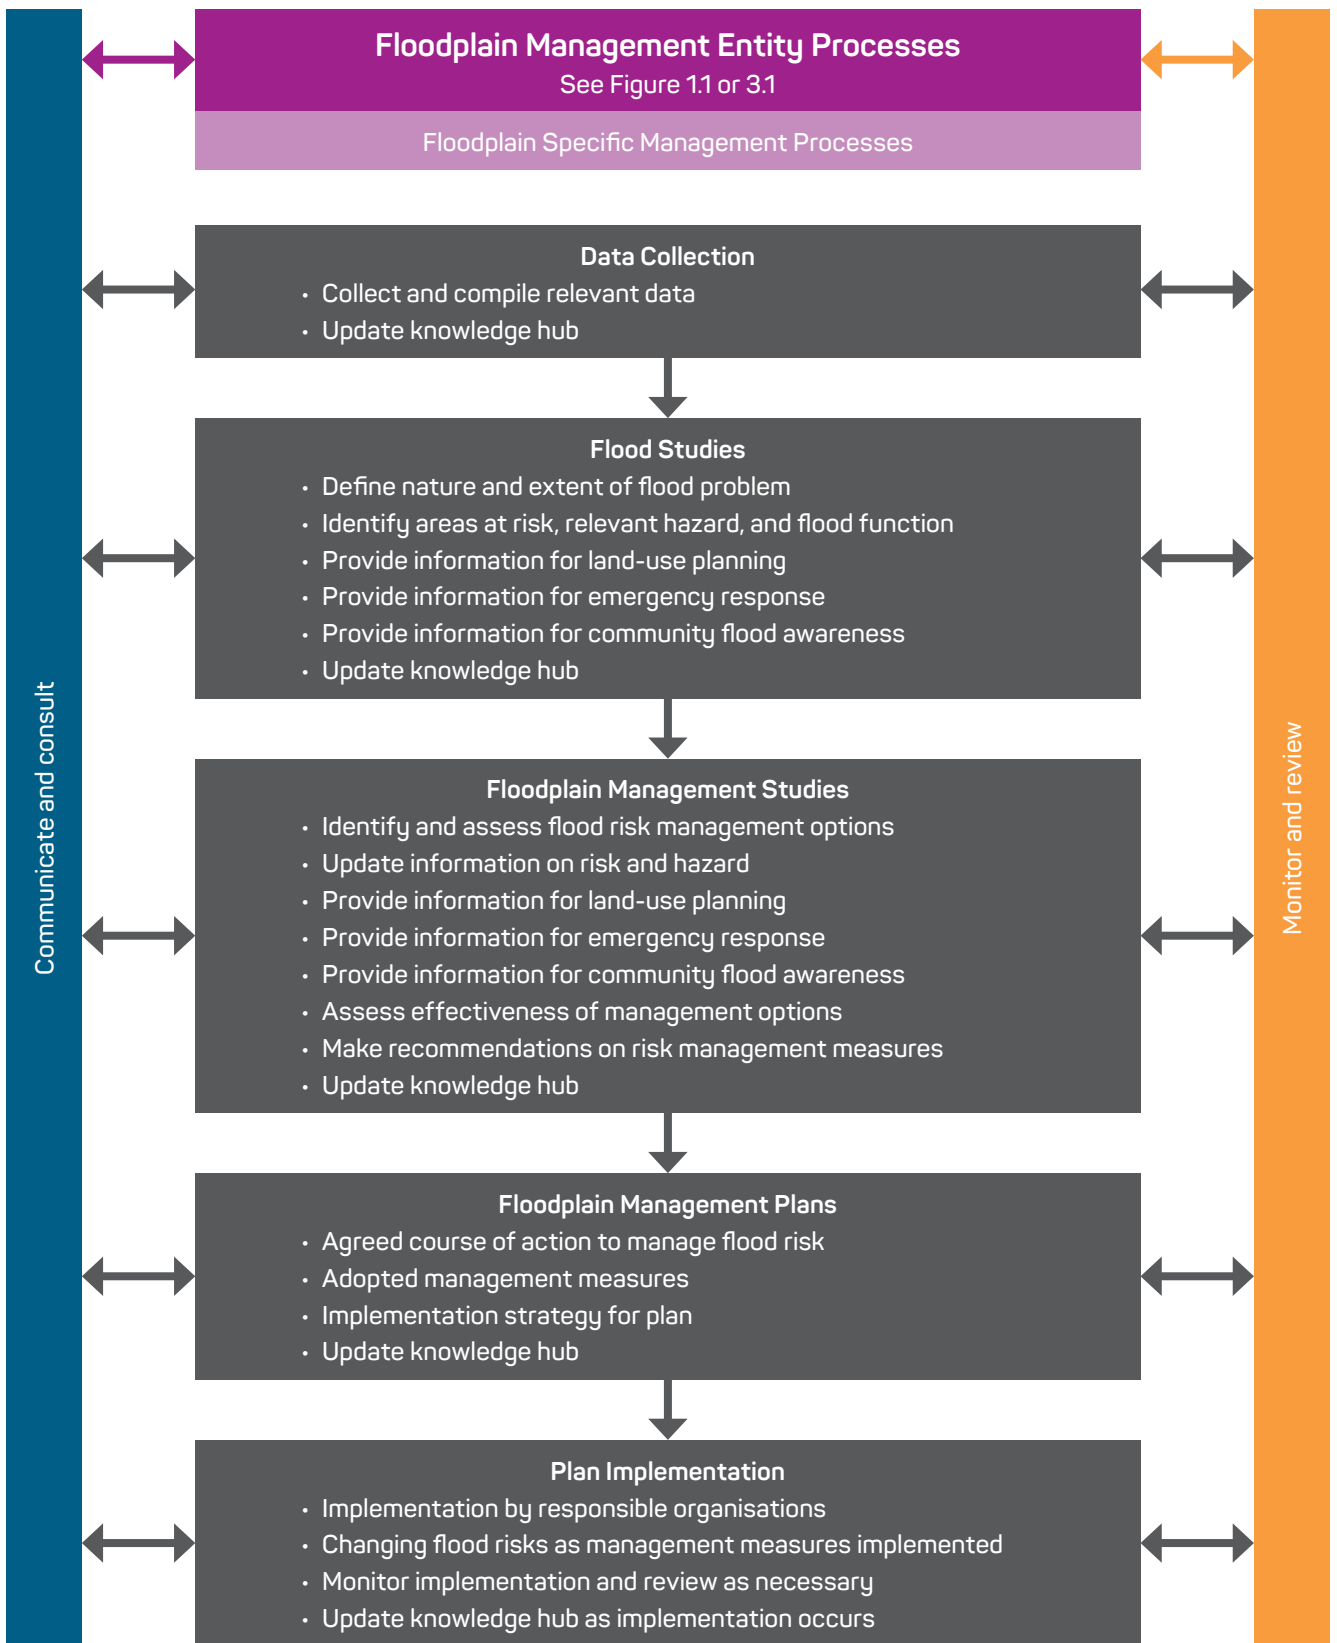 Floodplain Management Entity Processes
See Figure 1.1 or 3.1
Floodplain Specific Management Processes
Communicate and consult
Data Collection
• Collect and compile relevant data
• Update knowledge hub
Flood Studies
• Define nature and extent of flood problem
• Identify areas at risk, relevant hazard, and flood function
• Provide information for land-use planning
• Provide information for emergency response
• Provide information for community flood awareness
• Update knowledge hub
Floodplain Management Studies
• Identify and assess flood risk management options
• Update information on risk and hazard
• Provide information for land-use planning
• Provide information for emergency response
• Provide information for community flood awareness
• Assess effectiveness of management options
• Make recommendations on risk management measures
• Update knowledge hub
Floodplain Management Plans
• Agreed course of action to manage flood risk
• Adopted management measures
• Implementation strategy for plan
• Update knowledge hub
Plan Implementation
• Implementation by responsible organisations
• Changing flood risks as management measures implemented
• Monitor implementation and review as necessary
• Update knowledge hub as implementation occurs
Monitor and review